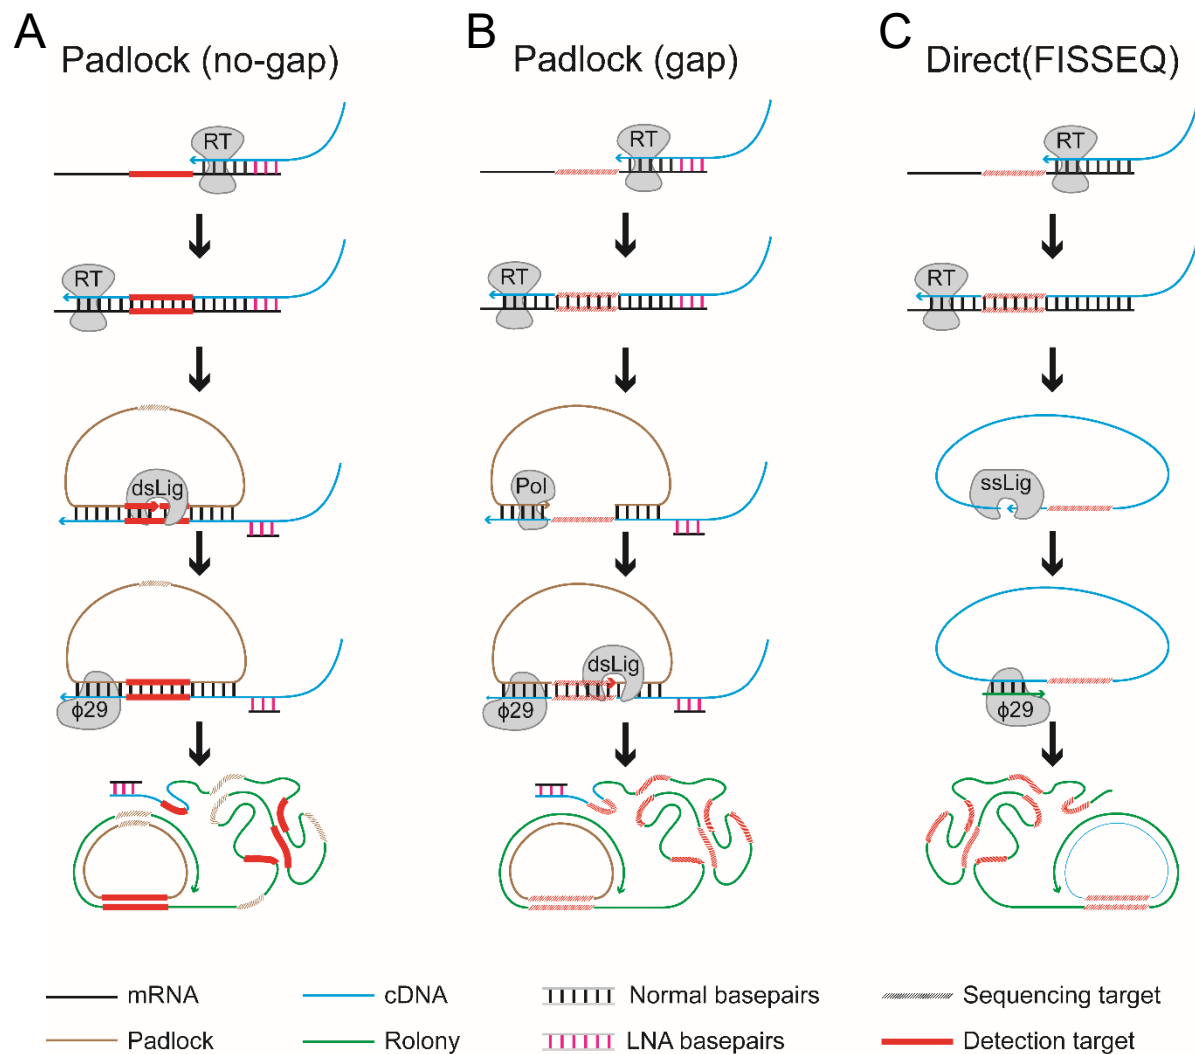 A
B
C
Padlock (no-gap)
Padlock (gap)
Direct(FISSEQ)
RT
RT
RT
RT
RT
RT
dsLig
Pol
ssLig
ϕ29
ϕ29
dsLig
ϕ29
mRNA
cDNA
Normal basepairs
Sequencing target
Padlock
Rolony
LNA basepairs
Detection target